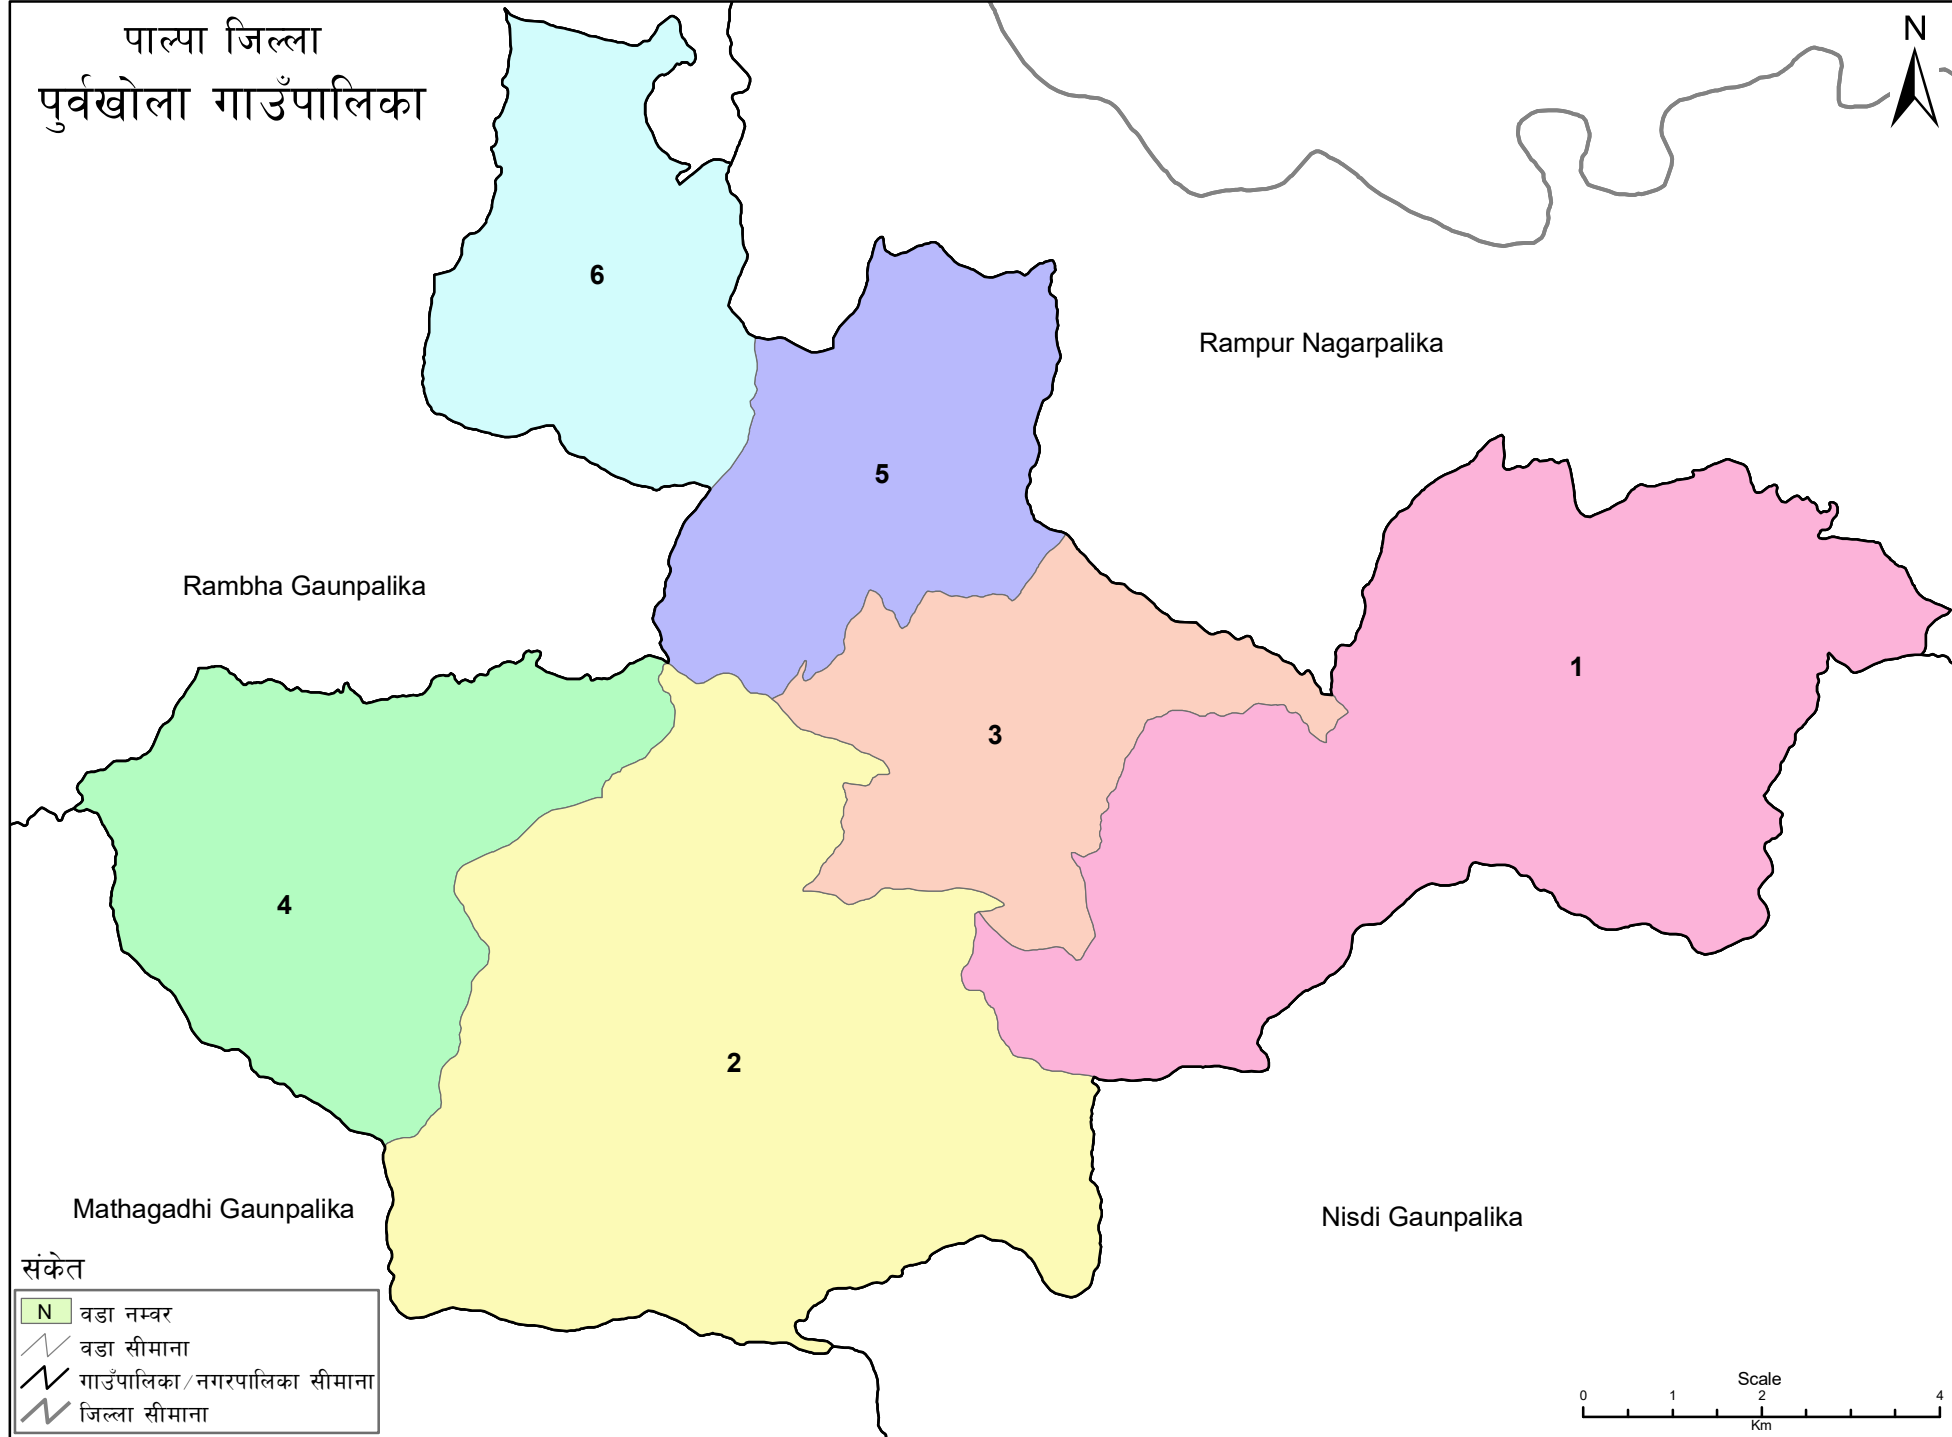 पाल्पा जिल्ला
पुर्वखोला गाउँपालिका
N
6
Rampur Nagarpalika
5
Rambha Gaunpalika
1
3
4
2
Mathagadhi Gaunpalika
Nisdi Gaunpalika
संकेत
N वडा नम्वर
वडा सीमाना
गाउँपालिका/नगरपालिका सीमाना
जिल्ला सीमाना
Scale
0 1 2 4
Km